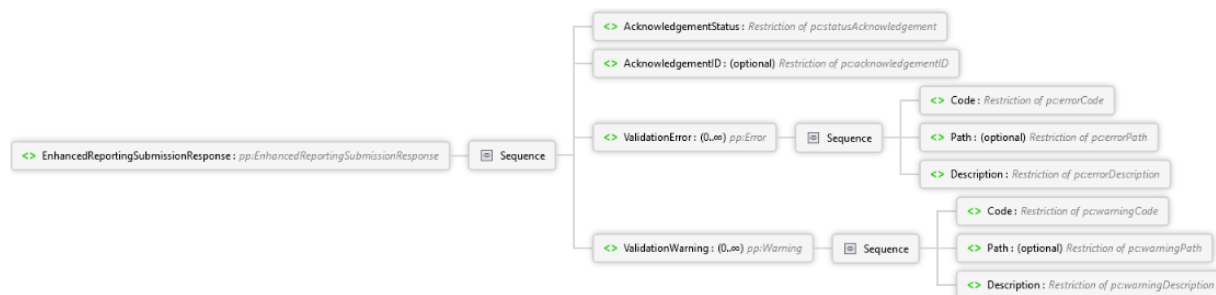 <> AcknowledgementStatus : Restriction of pc:statusAcknowledgement
<> AcknowledgementID : (optional) Restriction of pc:acknowledgementID
<> Code : Restriction of pc:errorCode
<> EnhancedReportingSubmissionResponse : pp:EnhancedReportingSubmissionResponse
Sequence
<> ValidationError : (0..∞) pp:Error
Sequence
<> Path : (optional) Restriction of pc:errorPath
<> Description : Restriction of pc:errorDescription
<> Code : Restriction of pc:warningCode
<> ValidationWarning : (0..∞) pp:Warning
Sequence
<> Path : (optional) Restriction of pc:warningPath
<> Description : Restriction of pc:warningDescription